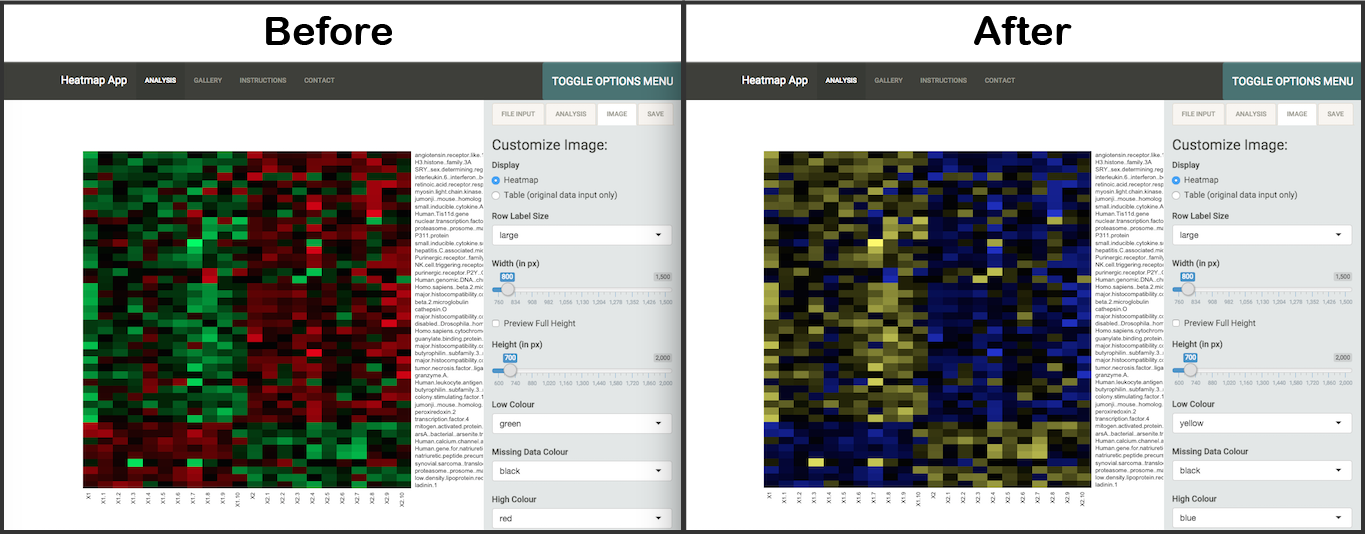 Before
Heatmap App ANALYSIS GALLERY INSTRUCTIONS CONTACT TOGGLE OPTIONS MENU
angiotensin.receptor.like.
H3.histone..family.3A
SRY..sex.determining.reg
interleukin.6..interferon..be
retinoic.acid.receptor.resp
myosin.light.chain.kinase.
jumonji..mouse..homolog
small.inducible.cytokine.A
Human.Tis11d.gene
nuclear.transcription.facto
proteasome..prosome..ma
P311.protein
small.inducible.cytokine.a
hepatitis.C.associated.mi
Purinergic.receptor..famil
NK.cell.triggering.recepto
purinergic.receptor.P2Y..G
Human.genomic.DNA..ch
Homo.sapiens..beta.2.mi
major.histocompatibility.co
beta.2.microglobulin
cathepsin.O
major.histocompatibility.co
disabled..Drosophila..hom
Homo.sapiens.cytochrom
guanylate.binding.protein.
major.histocompatibility.co
butyrophilin..subfamily.3..
major.histocompatibility.co
tumor.necrosis.factor..liga
granzyme.A.
Human.leukocyte.antigen
butyrophilin..subfamily.3..
colony.stimulating.factor.1
jumonji..mouse..homolog.
peroxiredoxin.2
transcription.factor.4
mitogen.activated.protein.
arsA..bacterial..arsenite.tr
Human.calcium.channel.a
Human.gene.for.natriureti
natriuretic.peptide.precurs
synovial.sarcoma..transloc
proteasome..prosome..ma
low.density.lipoprotein.rec
ladinin.1
X1 X1.1 X1.2 X1.3 X1.4 X1.5 X1.6 X1.7 X1.8 X1.9 X1.10 X2 X2.1 X2.2 X2.3 X2.4 X2.5 X2.6 X2.7 X2.8 X2.9 X2.10
FILE INPUT ANALYSIS IMAGE SAVE
Customize Image:
Display
Heatmap
Table (original data input only)
Row Label Size
large
Width (in px)
800 1,500
760 834 908 982 1,056 1,130 1,204 1,278 1,352 1,426 1,500
Preview Full Height
Height (in px)
700 2,000
600 740 880 1,020 1,160 1,300 1,440 1,580 1,720 1,860 2,000
Low Colour
green
Missing Data Colour
black
High Colour
red
After
Heatmap App ANALYSIS GALLERY INSTRUCTIONS CONTACT TOGGLE OPTIONS MENU
angiotensin.receptor.like.
H3.histone..family.3A
SRY..sex.determining.reg
interleukin.6..interferon..be
retinoic.acid.receptor.resp
myosin.light.chain.kinase.
jumonji..mouse..homolog
small.inducible.cytokine.A
Human.Tis11d.gene
nuclear.transcription.facto
proteasome..prosome..ma
P311.protein
small.inducible.cytokine.a
hepatitis.C.associated.mi
Purinergic.receptor..famil
NK.cell.triggering.recepto
purinergic.receptor.P2Y..G
Human.genomic.DNA..ch
Homo.sapiens..beta.2.mi
major.histocompatibility.co
beta.2.microglobulin
cathepsin.O
major.histocompatibility.co
disabled..Drosophila..hom
Homo.sapiens.cytochrom
guanylate.binding.protein.
major.histocompatibility.co
butyrophilin..subfamily.3..
major.histocompatibility.co
tumor.necrosis.factor..liga
granzyme.A.
Human.leukocyte.antigen
butyrophilin..subfamily.3..
colony.stimulating.factor.1
jumonji..mouse..homolog.
peroxiredoxin.2
transcription.factor.4
mitogen.activated.protein.
arsA..bacterial..arsenite.tr
Human.calcium.channel.a
Human.gene.for.natriureti
natriuretic.peptide.precurs
synovial.sarcoma..transloc
proteasome..prosome..ma
low.density.lipoprotein.rec
ladinin.1
X1 X1.1 X1.2 X1.3 X1.4 X1.5 X1.6 X1.7 X1.8 X1.9 X1.10 X2 X2.1 X2.2 X2.3 X2.4 X2.5 X2.6 X2.7 X2.8 X2.9 X2.10
FILE INPUT ANALYSIS IMAGE SAVE
Customize Image:
Display
Heatmap
Table (original data input only)
Row Label Size
large
Width (in px)
800 1,500
760 834 908 982 1,056 1,130 1,204 1,278 1,352 1,426 1,500
Preview Full Height
Height (in px)
700 2,000
600 740 880 1,020 1,160 1,300 1,440 1,580 1,720 1,860 2,000
Low Colour
yellow
Missing Data Colour
black
High Colour
blue